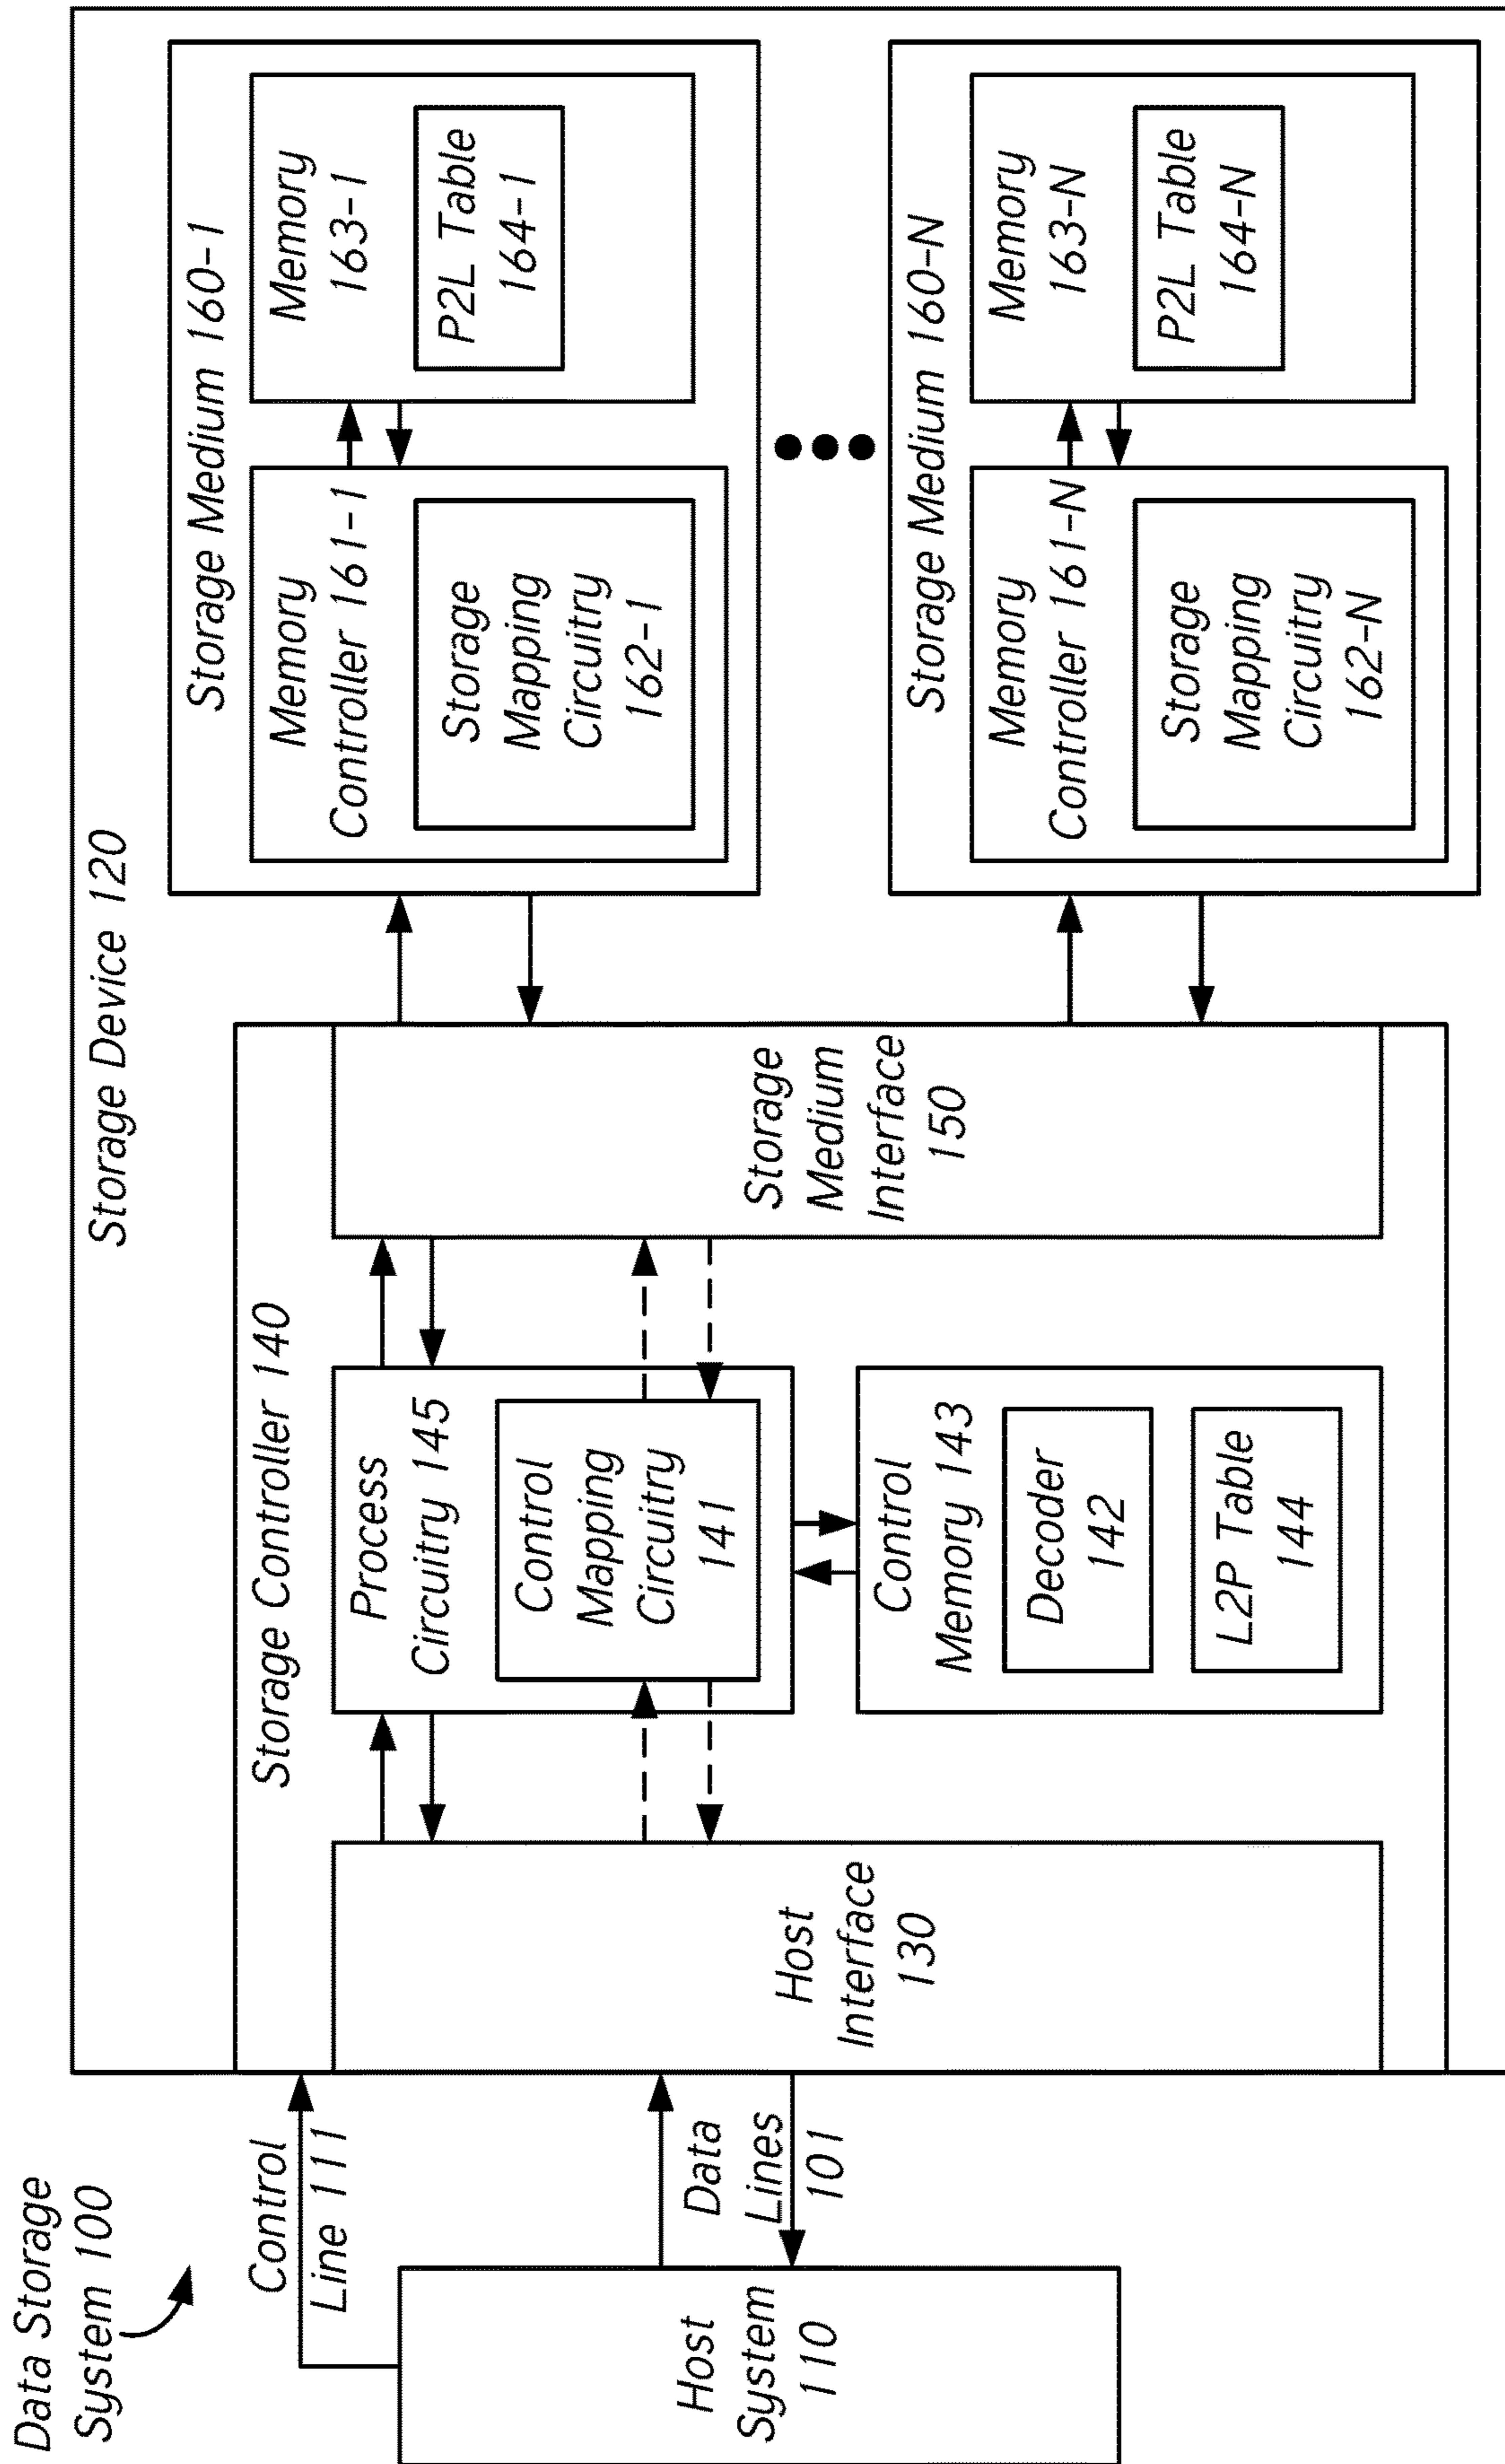 Data Storage
System 100
Control
Line 111
Host
System
110
Data
Lines
101
Storage Device 120
Storage Controller 140
Host
Interface
130
Process
Circuitry 145
Control
Mapping
Circuitry
141
Control
Memory 143
Decoder
142
L2P Table
144
Storage
Medium
Interface
150
Storage Medium 160-1
Memory
Controller 161-1
Storage
Mapping
Circuitry
162-1
Memory
163-1
P2L Table
164-1
Storage Medium 160-N
Memory
Controller 161-N
Storage
Mapping
Circuitry
162-N
Memory
163-N
P2L Table
164-N